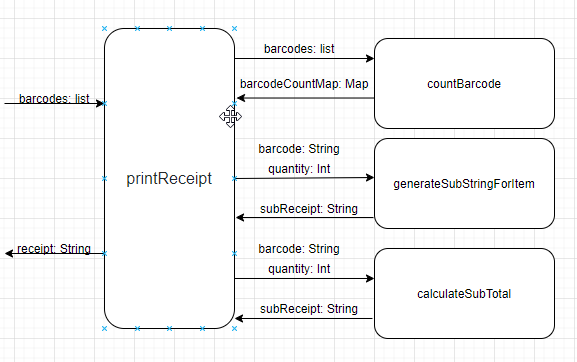 barcodes: list
barcodeCountMap: Map
countBarcode
barcodes: list
barcode: String
quantity: Int
printReceipt
generateSubStringForItem
subReceipt: String
receipt: String
barcode: String
quantity: Int
calculateSubTotal
subReceipt: String